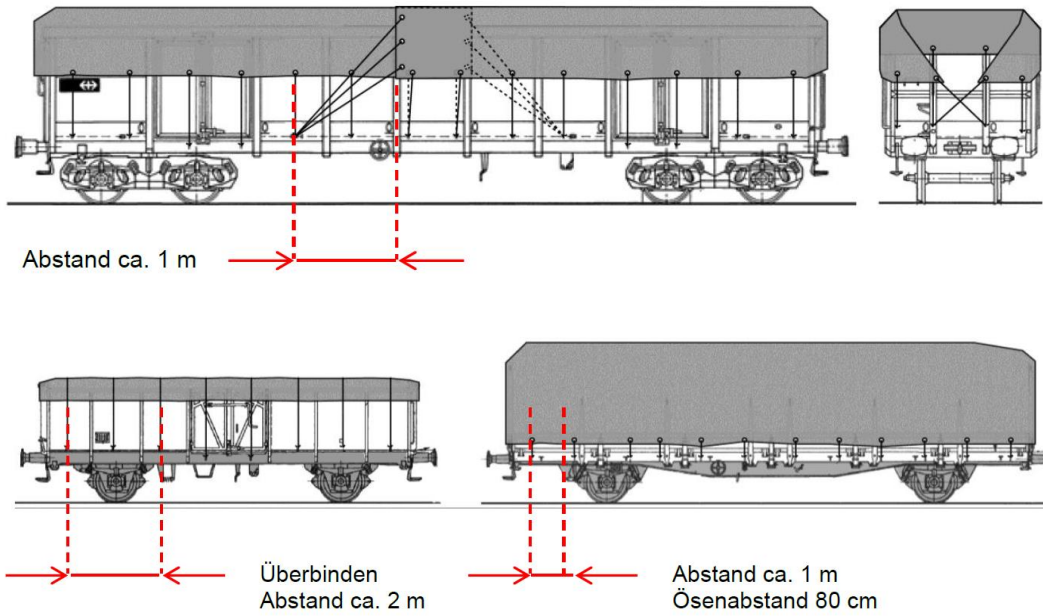 Abstand ca. 1 m
Überbinden
Abstand ca. 2 m
Abstand ca. 1 m
Ösenabstand 80 cm